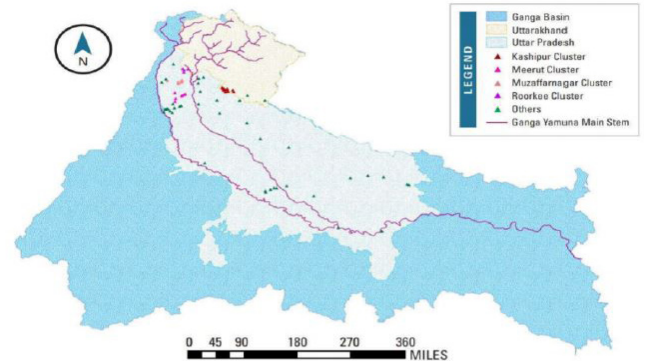 N
LEGEND
Ganga Basin
Uttarakhand
Uttar Pradesh
Kashipur Cluster
Meerut Cluster
Muzaffarnagar Cluster
Roorkee Cluster
Others
Ganga Yamuna Main Stem
0 45 90 180 270 360
MILES